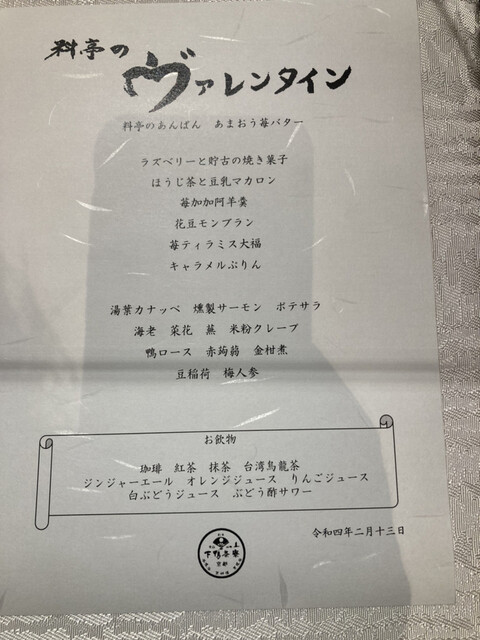 料亭の
ヴァレンタイン
料亭のあんぱん　あまおう苺バター
ラズベリーと貯古の焼き菓子
ほうじ茶と豆乳マカロン
苺加加阿羊羹
花豆モンブラン
苺ティラミス大福
キャラメルぷりん
湯葉カナッペ　燻製サーモン　ポテサラ
海老　菜花　蕪　米粉クレープ
鴨ロース　赤蒟蒻　金柑煮
豆稲荷　梅人参
お飲物
珈琲　紅茶　抹茶　台湾烏龍茶
ジンジャーエール　オレンジジュース　りんごジュース
白ぶどうジュース　ぶどう酢サワー
令和四年二月十三日
下鴨茶寮
京都